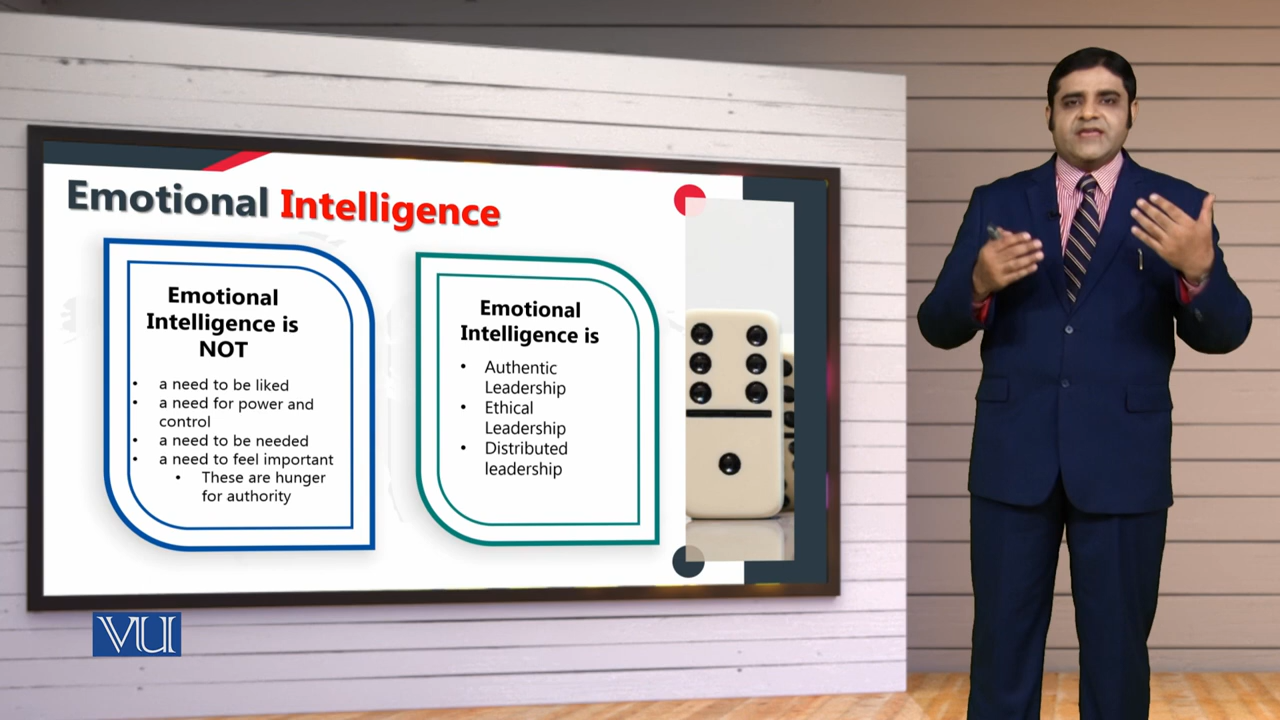 Emotional Intelligence
Emotional
Intelligence is
NOT
• a need to be liked
• a need for power and
control
• a need to be needed
• a need to feel important
• These are hunger
for authority
Emotional
Intelligence is
• Authentic
Leadership
• Ethical
Leadership
• Distributed
leadership
VU